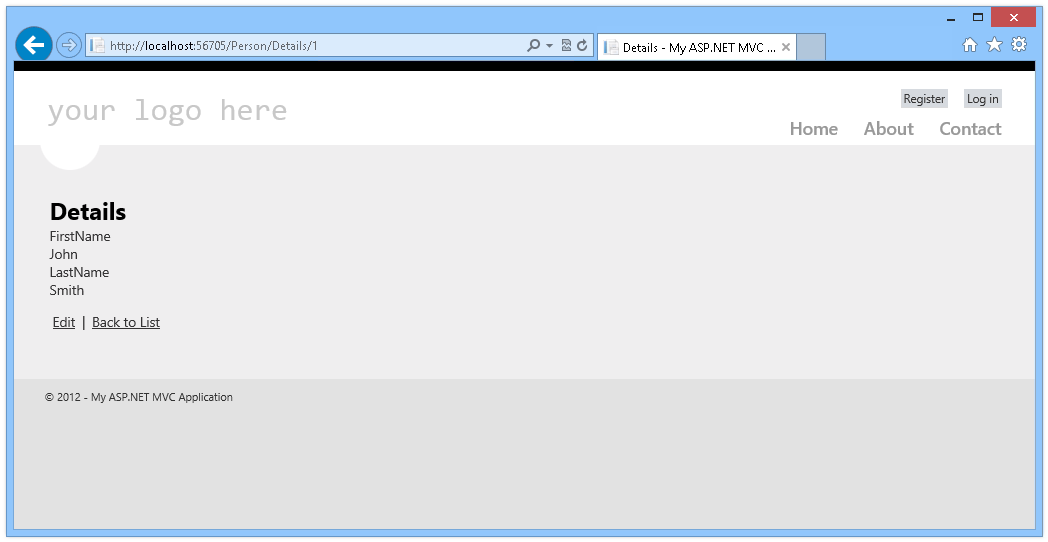 http://localhost:56705/Person/Details/1
Details - My ASP.NET MVC ...
Register Log in
your logo here
Home About Contact
Details
FirstName
John
LastName
Smith
Edit | Back to List
© 2012 - My ASP.NET MVC Application